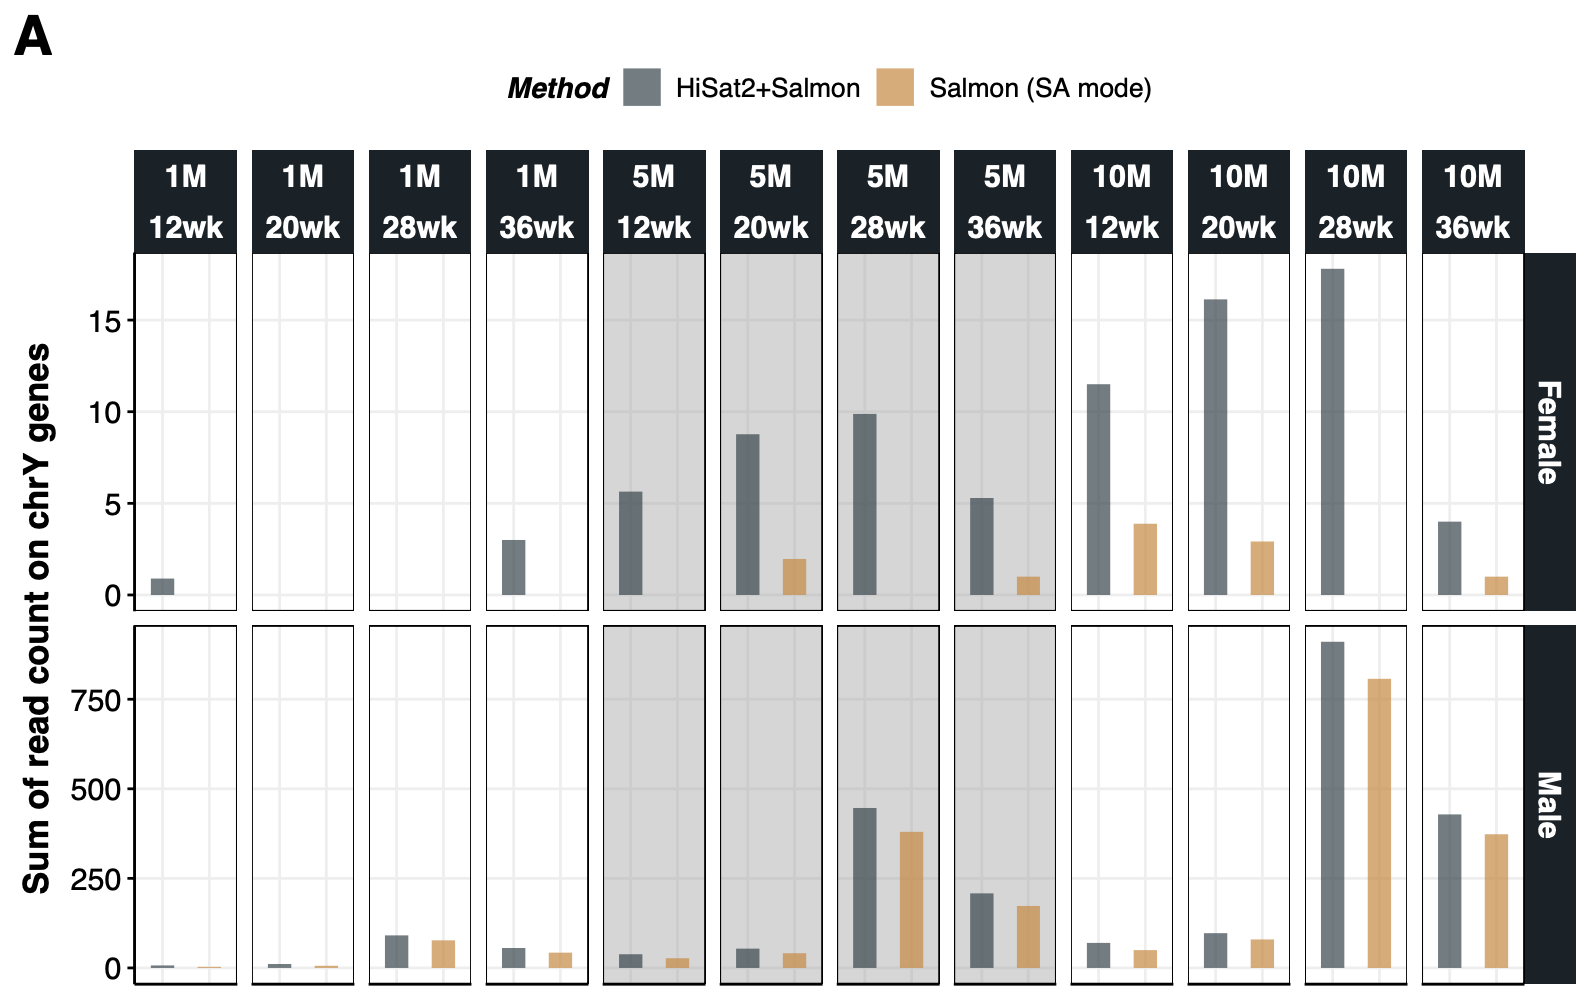 A
Method HiSat2+Salmon Salmon (SA mode)
1M 1M 1M 1M 5M 5M 5M 5M 10M 10M 10M 10M
12wk 20wk 28wk 36wk 12wk 20wk 28wk 36wk 12wk 20wk 28wk 36wk
Sum of read count on chrY genes
15
10
5
0
Female
750
500
250
0
Male